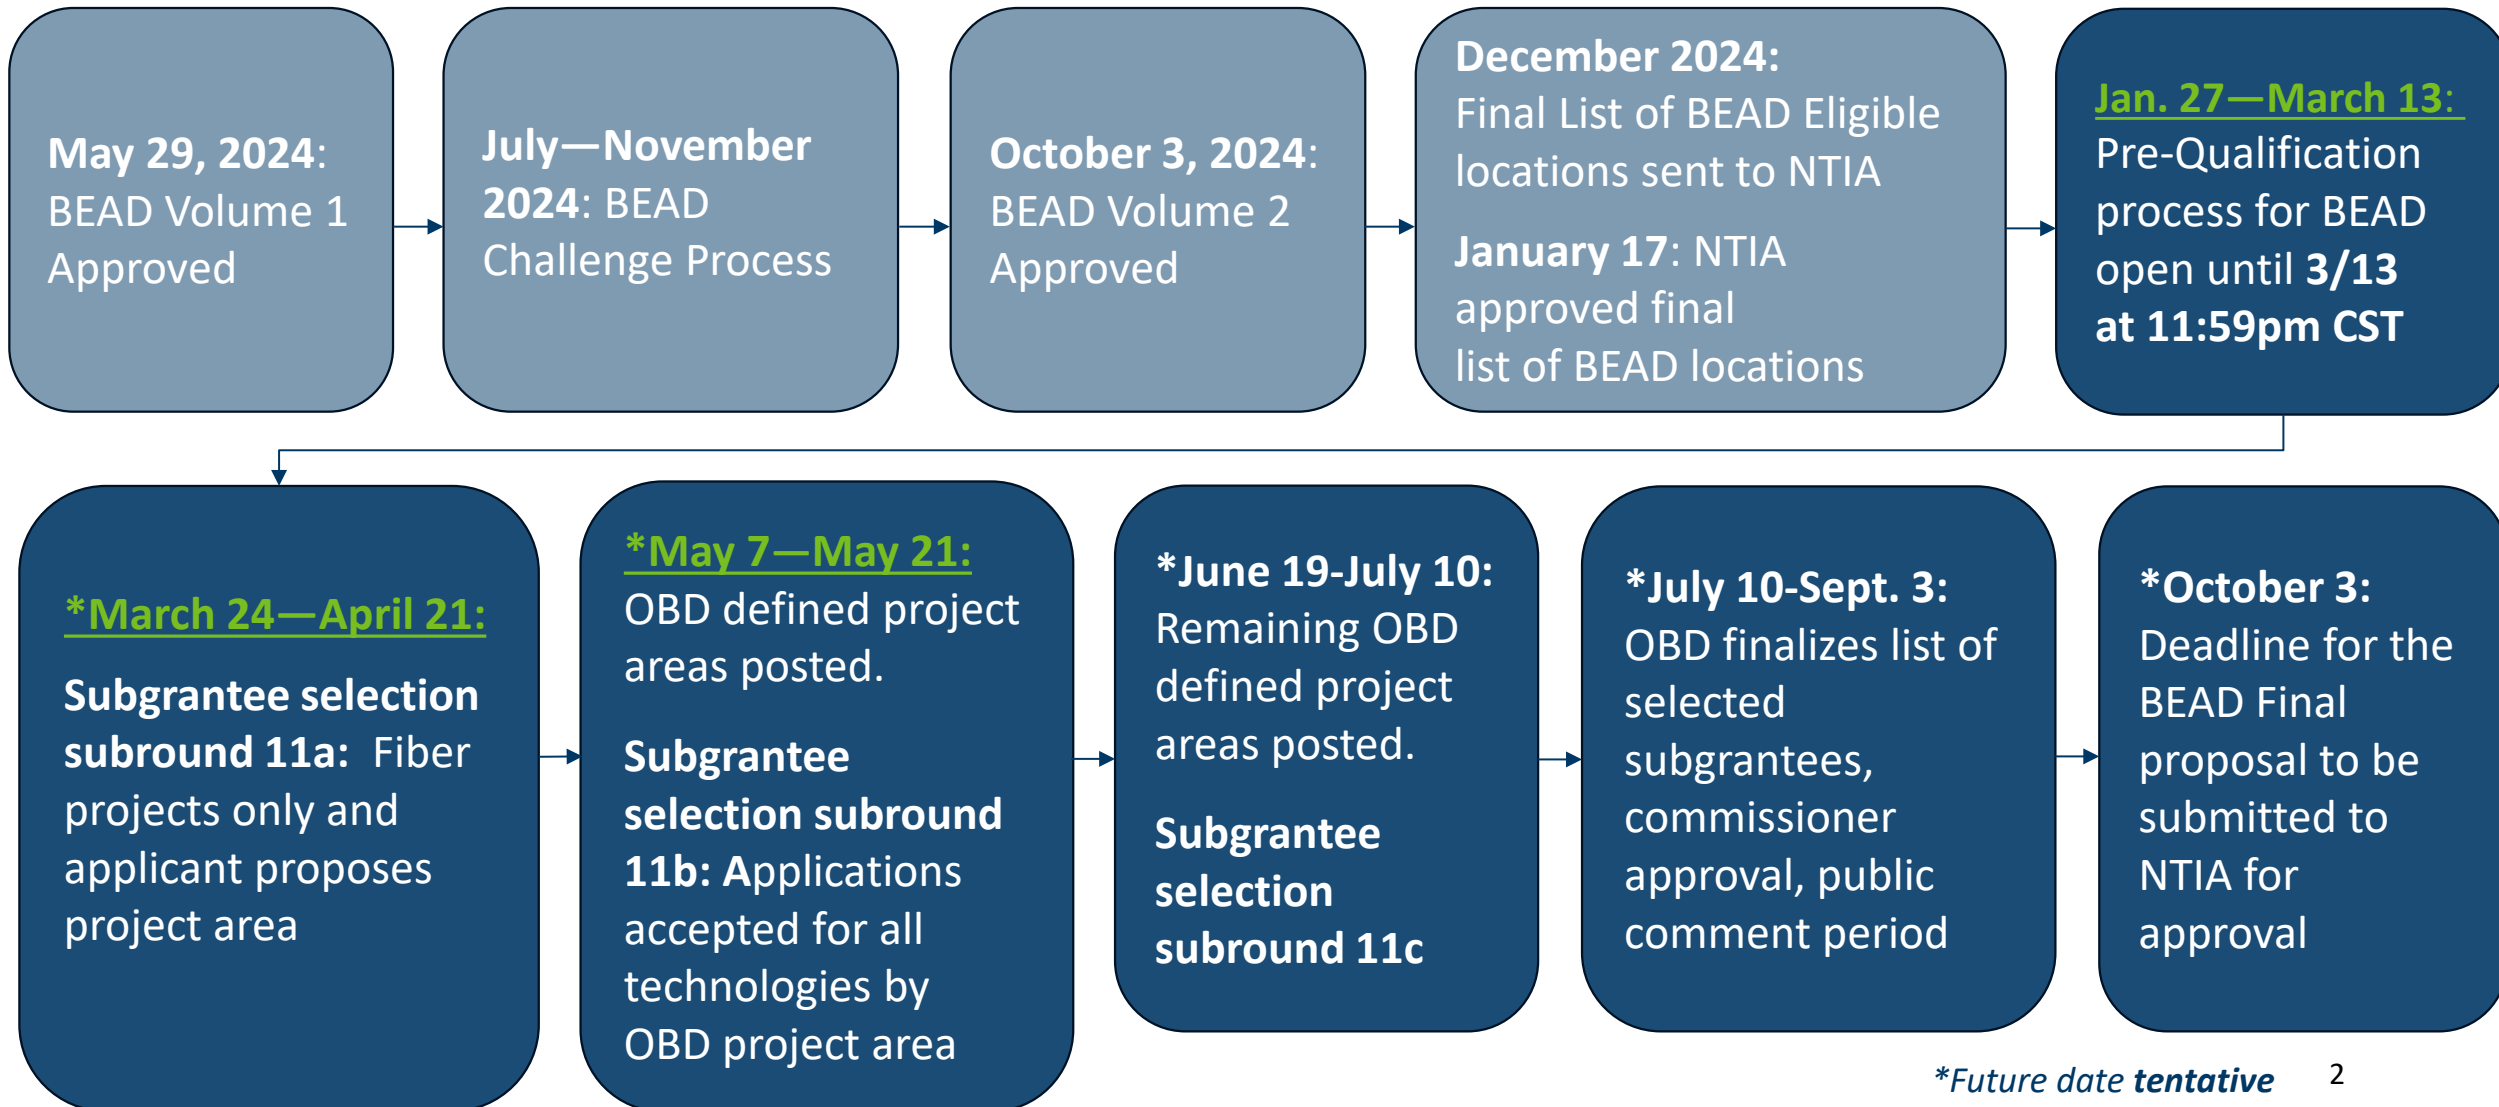 May 29, 2024:
BEAD Volume 1
Approved
July—November
2024: BEAD
Challenge Process
October 3, 2024:
BEAD Volume 2
Approved
December 2024:
Final List of BEAD Eligible
locations sent to NTIA
January 17: NTIA
approved final
list of BEAD locations
Jan. 27—March 13:
Pre-Qualification
process for BEAD
open until 3/13
at 11:59pm CST
*March 24—April 21:
Subgrantee selection
subround 11a: Fiber
projects only and
applicant proposes
project area
*May 7—May 21:
OBD defined project
areas posted.
Subgrantee
selection subround
11b: Applications
accepted for all
technologies by
OBD project area
*June 19-July 10:
Remaining OBD
defined project
areas posted.
Subgrantee
selection
subround 11c
*July 10-Sept. 3:
OBD finalizes list of
selected
subgrantees,
commissioner
approval, public
comment period
*October 3:
Deadline for the
BEAD Final
proposal to be
submitted to
NTIA for
approval
*Future date tentative
2